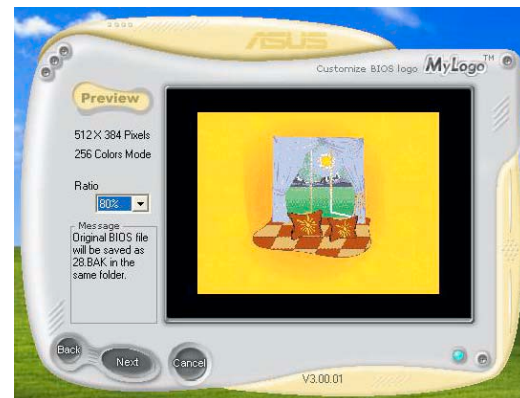 ASUS
Customize BIOS logo MyLogo™
Preview
512 X 384 Pixels
256 Colors Mode
Ratio
80%
Message
Original BIOS file
will be saved as
28.BAK in the
same folder.
Back
Next
Cancel
V3.00.01